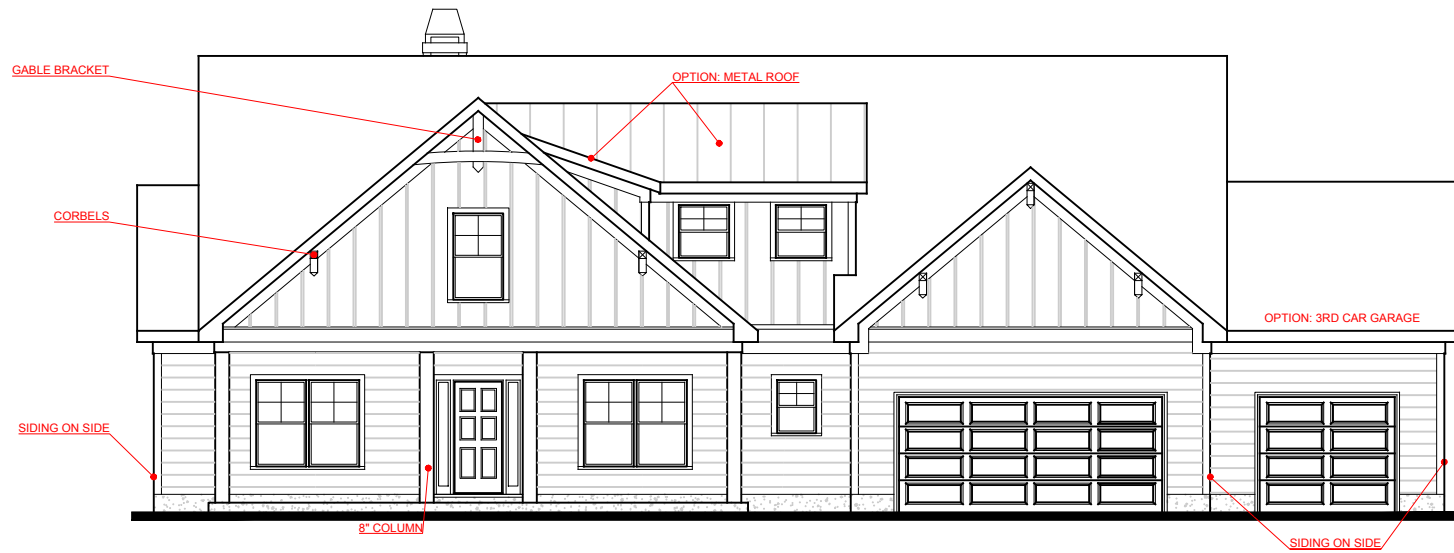 GABLE BRACKET
OPTION: METAL ROOF
CORBELS
OPTION: 3RD CAR GARAGE
SIDING ON SIDE
8" COLUMN
SIDING ON SIDE